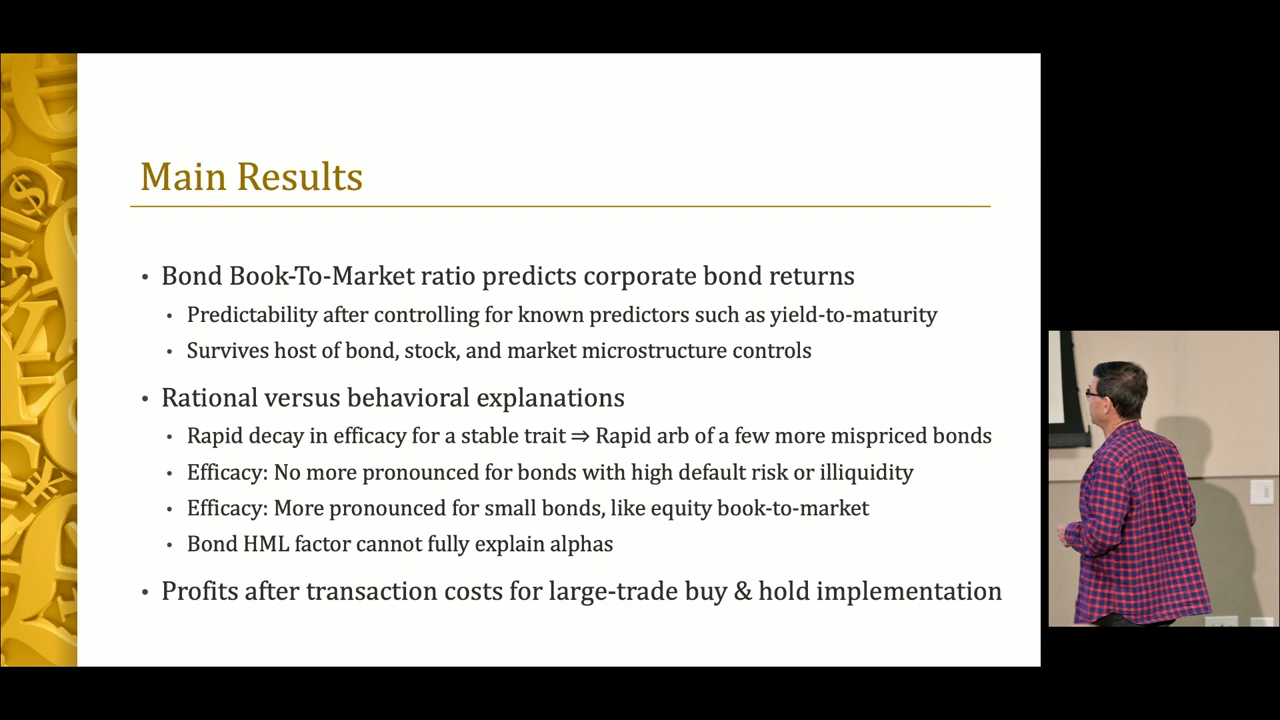 Main Results
• Bond Book-To-Market ratio predicts corporate bond returns
• Predictability after controlling for known predictors such as yield-to-maturity
• Survives host of bond, stock, and market microstructure controls
• Rational versus behavioral explanations
• Rapid decay in efficacy for a stable trait ⇒ Rapid arb of a few more mispriced bonds
• Efficacy: No more pronounced for bonds with high default risk or illiquidity
• Efficacy: More pronounced for small bonds, like equity book-to-market
• Bond HML factor cannot fully explain alphas
• Profits after transaction costs for large-trade buy & hold implementation